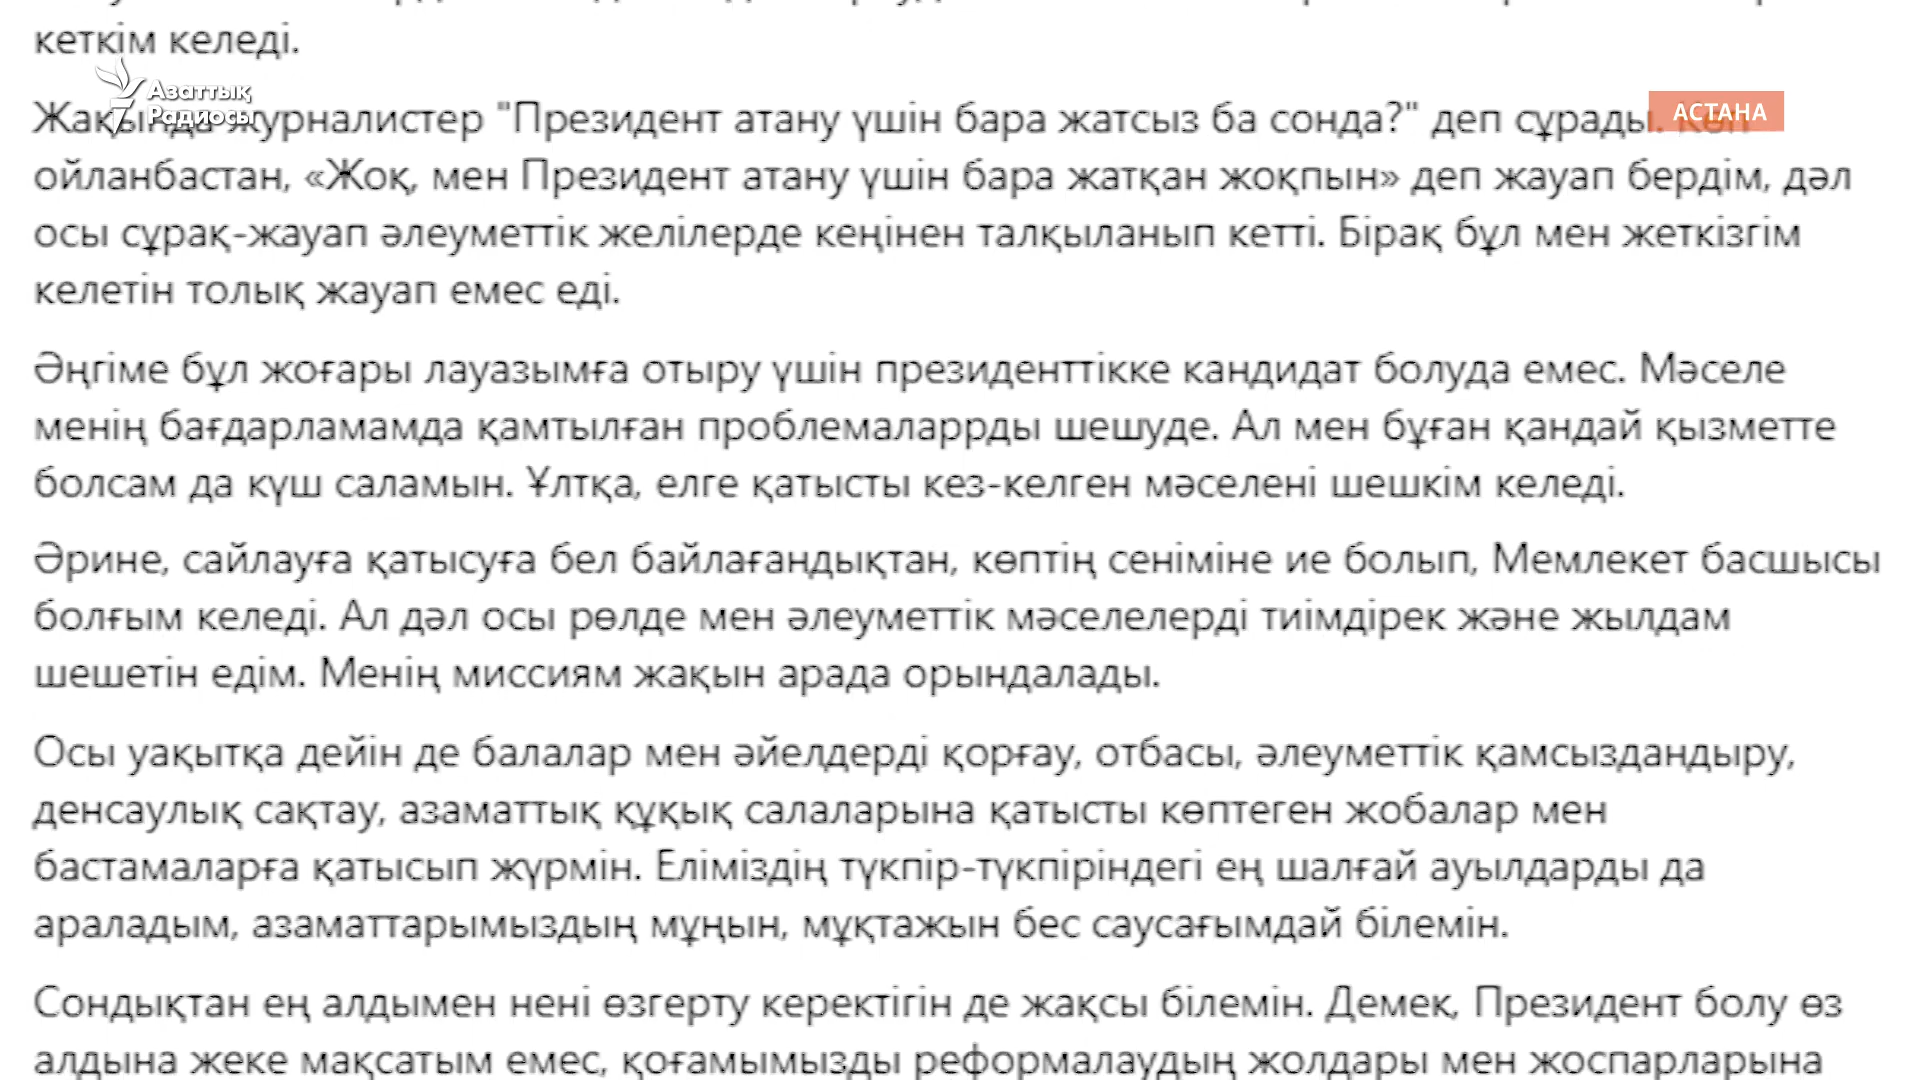 кеткім келеді.
Азаттық
Радиосы
АСТАНА
Жақында журналистер "Президент атану үшін бара жатсыз ба сонда?" деп сұрады. Көп
ойланбастан, «Жоқ, мен Президент атану үшін бара жатқан жоқпын» деп жауап бердім, дәл
осы сұрақ-жауап әлеуметтік желілерде кеңінен талқыланып кетті. Бірақ бұл мен жеткізгім
келетін толық жауап емес еді.
Әңгіме бұл жоғары лауазымға отыру үшін президенттікке кандидат болуда емес. Мәселе
менің бағдарламамда қамтылған проблемаларрды шешуде. Ал мен бұған қандай қызметте
болсам да күш саламын. Ұлтқа, елге қатысты кез-келген мәселені шешкім келеді.
Әрине, сайлауға қатысуға бел байлағандықтан, көптің сеніміне ие болып, Мемлекет басшысы
болғым келеді. Ал дәл осы рөлде мен әлеуметтік мәселелерді тиімдірек және жылдам
шешетін едім. Менің миссиям жақын арада орындалады.
Осы уақытқа дейін де балалар мен әйелдерді қорғау, отбасы, әлеуметтік қамсыздандыру,
денсаулық сақтау, азаматтық құқық салаларына қатысты көптеген жобалар мен
бастамаларға қатысып жүрмін. Еліміздің түкпір-түкпіріндегі ең шалғай ауылдарды да
араладым, азаматтарымыздың мұңын, мұқтажын бес саусағымдай білемін.
Сондықтан ең алдымен нені өзгерту керектігін де жақсы білемін. Демек, Президент болу өз
алдына жеке мақсатым емес, қоғамымызды реформалаудың жолдары мен жоспарларына